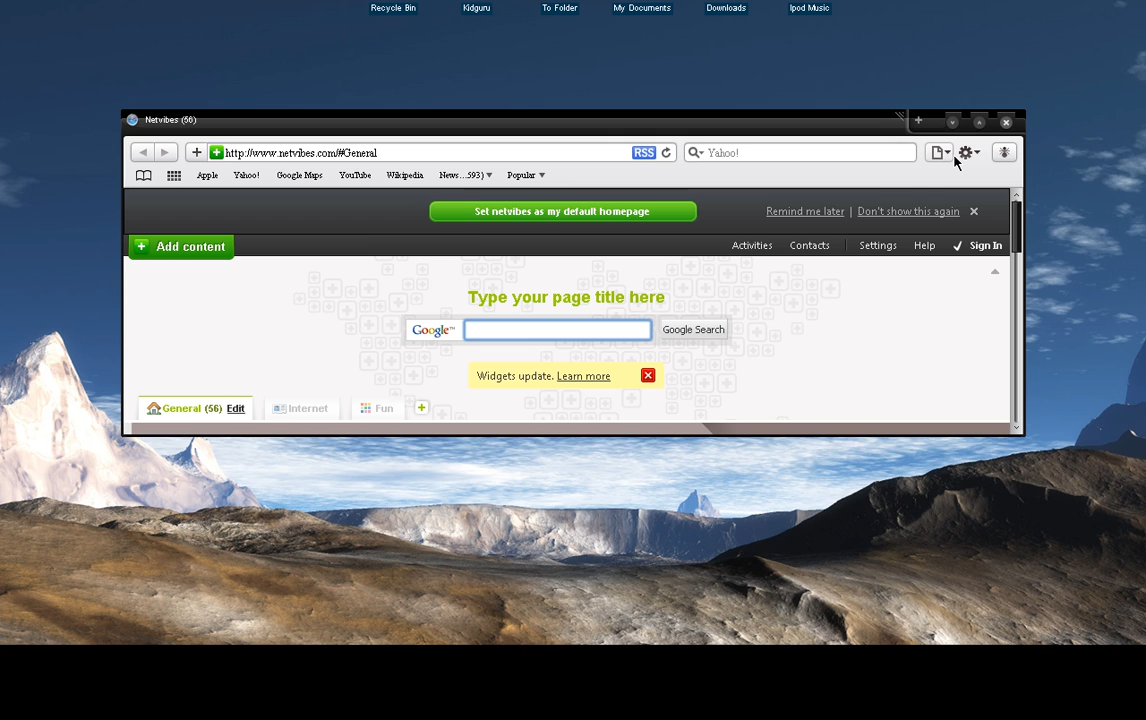 Recycle Bin Kidguru To Folder My Documents Downloads Ipod Music
Netvibes (56)
http://www.netvibes.com/#General RSS Yahoo!
Apple Yahoo! Google Maps YouTube Wikipedia News...593) Popular
Set netvibes as my default homepage Remind me later | Don't show this again
Add content Activities Contacts Settings Help Sign In
Type your page title here
Google™ Google Search
Widgets update. Learn more
General (56) Edit Internet Fun